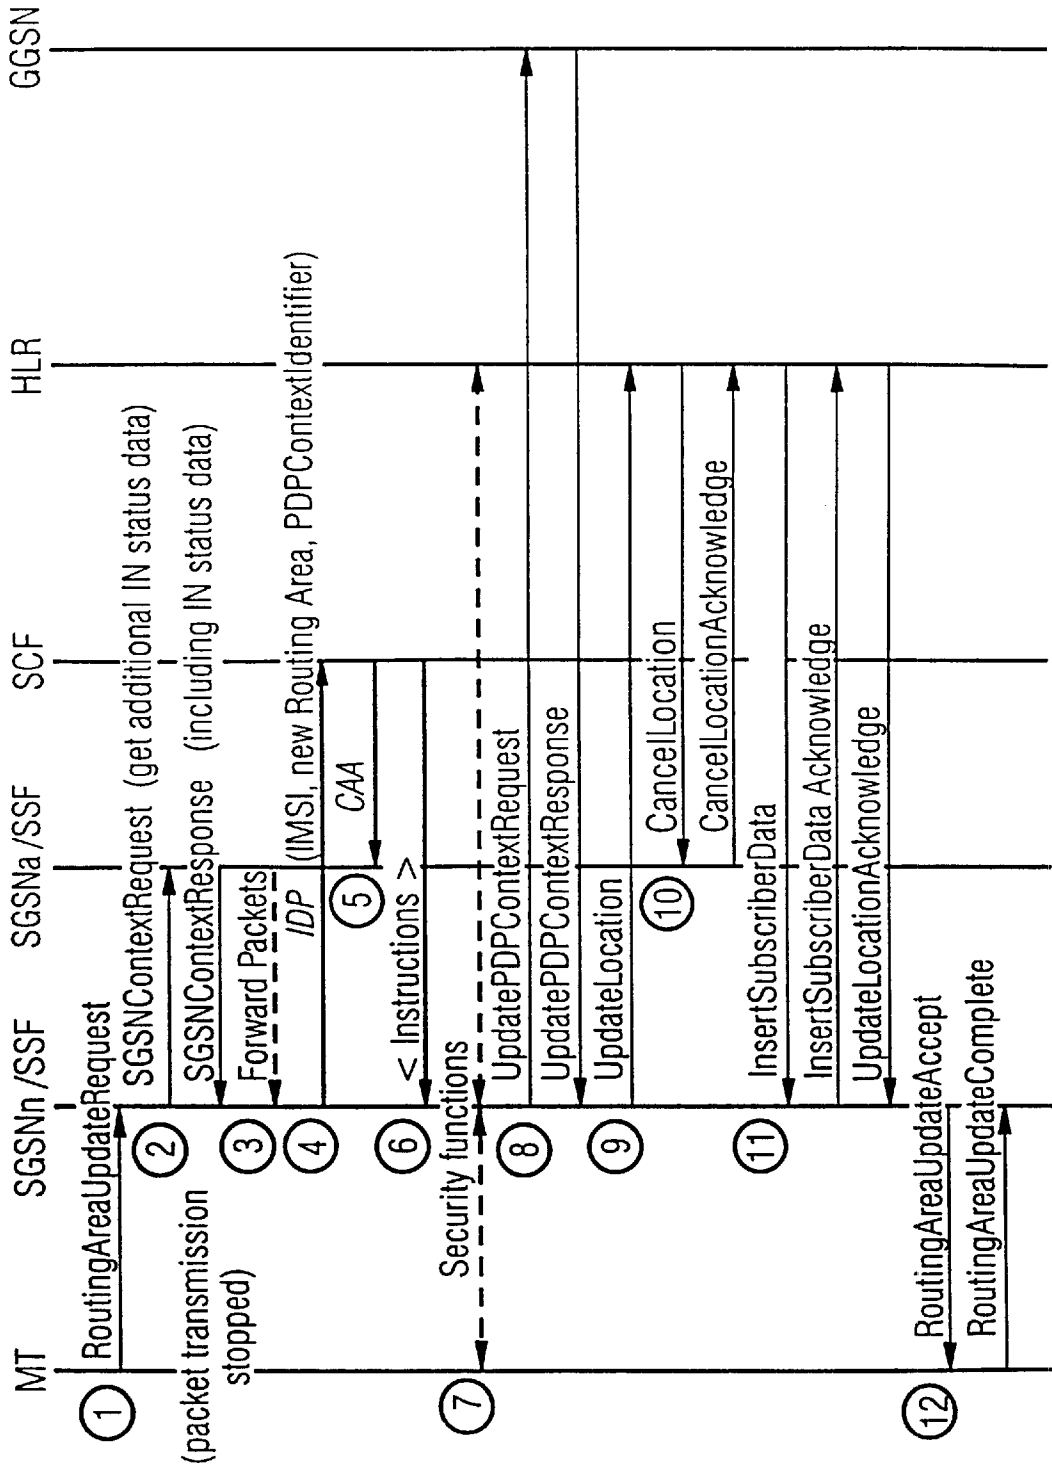 MT
SGSNn /SSF
SGSNa /SSF
SCF
HLR
GGSN
1
RoutingAreaUpdateRequest
2
SGSNContextRequest (get additional IN status data)
(packet transmission
stopped)
SGSNContextResponse (including IN status data)
3
Forward Packets
4
IDP (IMSI, new Routing Area, PDPContextIdentifier)
5
CAA
6
< Instructions >
7
Security functions
8
UpdatePDPContextRequest
UpdatePDPContextResponse
9
UpdateLocation
10
CancelLocation
CancelLocationAcknowledge
11
InsertSubscriberData
InsertSubscriberData Acknowledge
UpdateLocationAcknowledge
12
RoutingAreaUpdateAccept
RoutingAreaUpdateComplete